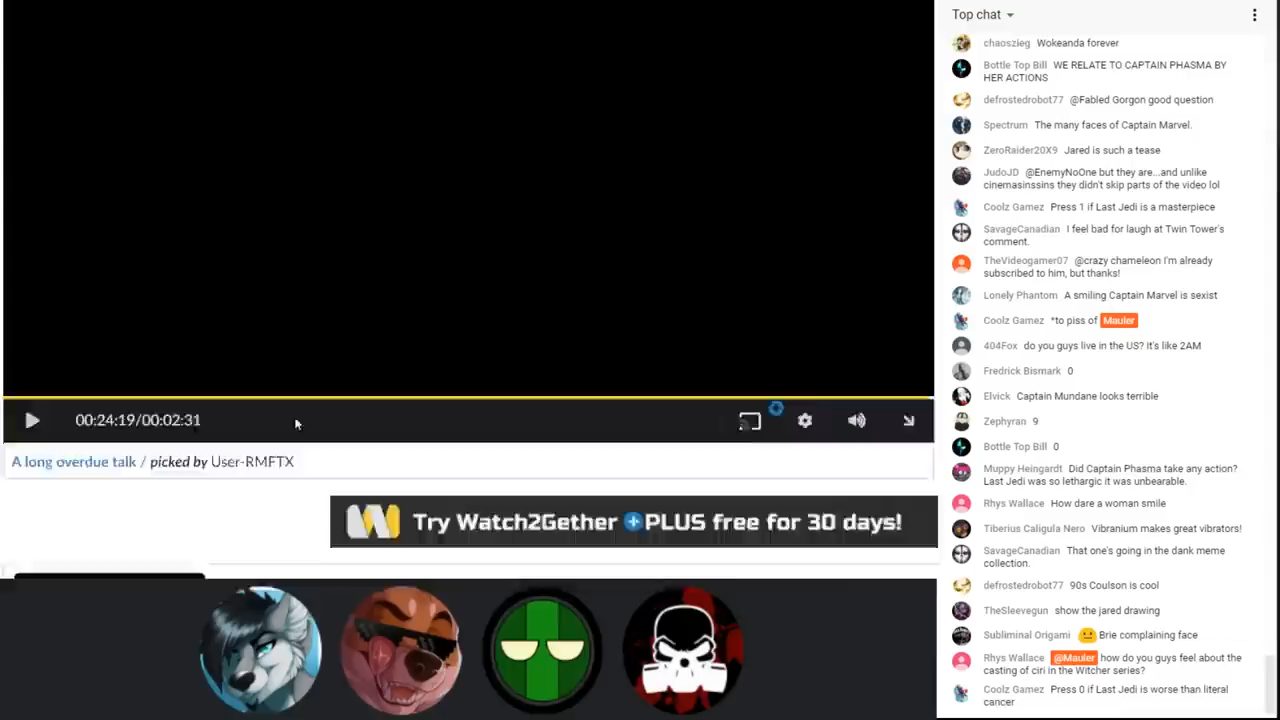 Top chat
chaoszieg Wokeanda forever
Bottle Top Bill WE RELATE TO CAPTAIN PHASMA BY
HER ACTIONS
defrostedrobot77 @Fabled Gorgon good question
Spectrum The many faces of Captain Marvel.
ZeroRaider20X9 Jared is such a tease
JudoJD @EnemyNoOne but they are...and unlike
cinemasinssins they didn't skip parts of the video lol
Coolz Gamez Press 1 if Last Jedi is a masterpiece
SavageCanadian I feel bad for laugh at Twin Tower's
comment.
TheVideogamer07 @crazy chameleon I'm already
subscribed to him, but thanks!
Lonely Phantom A smiling Captain Marvel is sexist
Coolz Gamez *to piss of Mauler
404Fox do you guys live in the US? It's like 2AM
Fredrick Bismark 0
Elvick Captain Mundane looks terrible
Zephyran 9
Bottle Top Bill 0
Muppy Heingardt Did Captain Phasma take any action?
Last Jedi was so lethargic it was unbearable.
Rhys Wallace How dare a woman smile
Tiberius Caligula Nero Vibranium makes great vibrators!
SavageCanadian That one's going in the dank meme
collection.
defrostedrobot77 90s Coulson is cool
TheSleevegun show the jared drawing
Subliminal Origami 😐 Brie complaining face
Rhys Wallace @Mauler how do you guys feel about the
casting of ciri in the Witcher series?
Coolz Gamez Press 0 if Last Jedi is worse than literal
cancer
00:24:19/00:02:31
A long overdue talk / picked by User-RMFTX
Try Watch2Gether +PLUS free for 30 days!